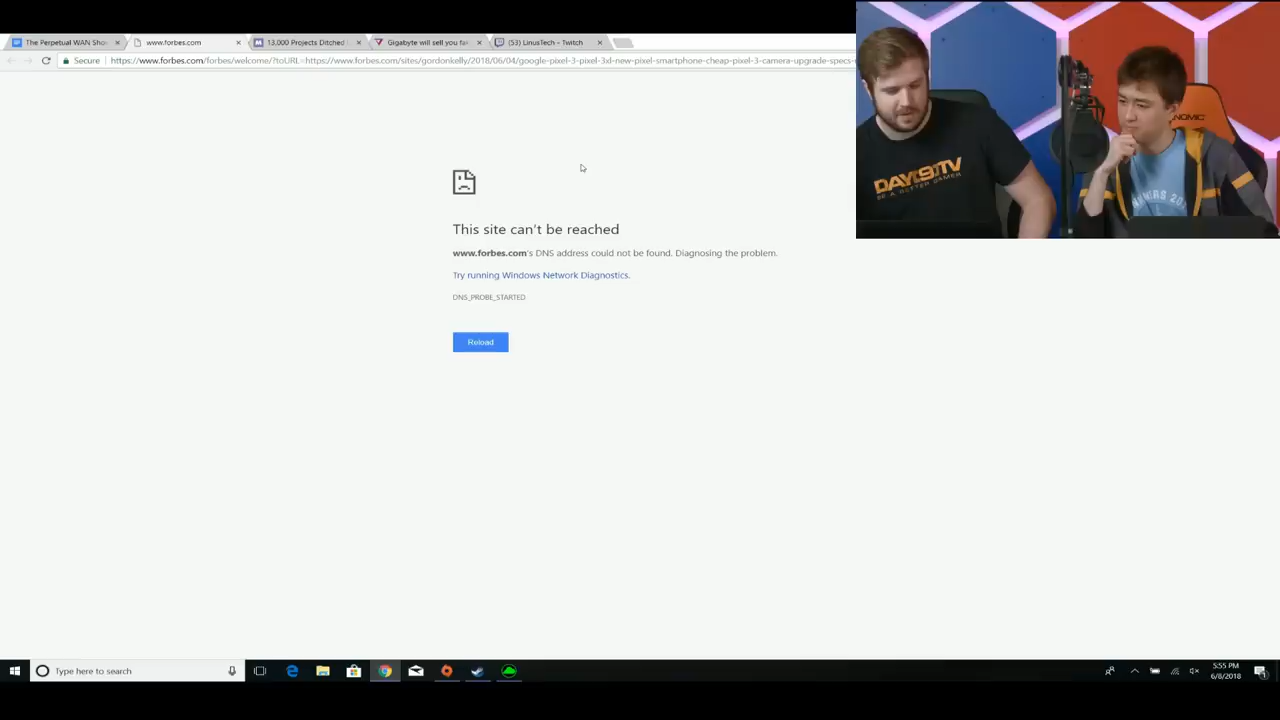 The Perpetual WAN Sho
www.forbes.com
13,000 Projects Ditched
Gigabyte will sell you fa
(53) LinusTech - Twitch
Secure
https://www.forbes.com/forbes/welcome/?toURL=https://www.forbes.com/sites/gordonkelly/2018/06/04/google-pixel-3-pixel-3xl-new-pixel-smartphone-cheap-pixel-3-camera-upgrade-specs-
DAY[9]TV
BE A BETTER GAMER
NOMIC
This site can't be reached
www.forbes.com's DNS address could not be found. Diagnosing the problem.
Try running Windows Network Diagnostics.
DNS_PROBE_STARTED
Reload
Type here to search
5:55 PM
6/8/2018